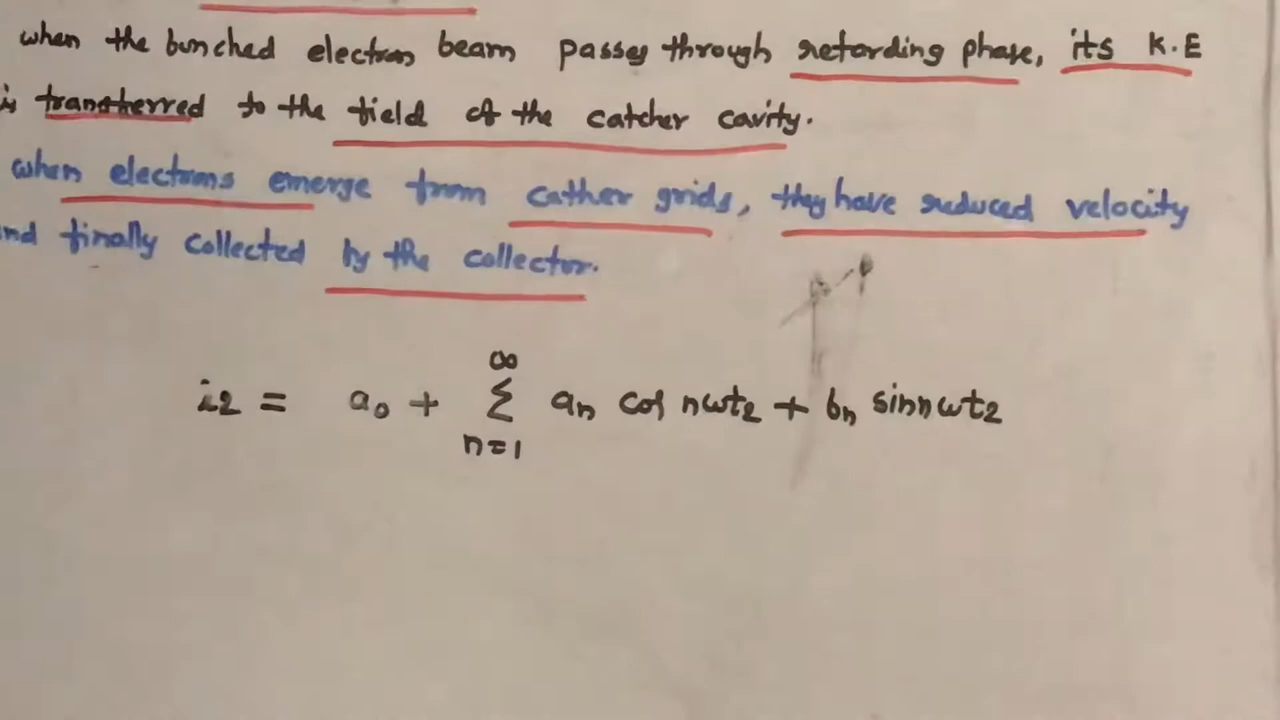 when the bunched electron beam passes through retarding phase, its K.E
is transferred to the field of the catcher cavity.
when electrons emerge from cather grids, they have reduced velocity
and finally collected by the collector.
i2 = a₀ + ∞ Σ n=1 aₙ cos nωt₂ + bₙ sin nωt₂